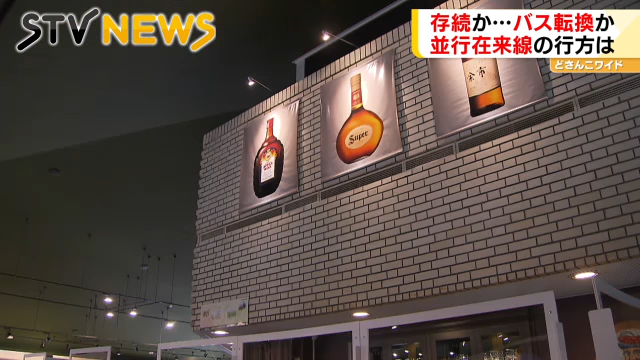 STV NEWS
存続か…バス転換か
並行在来線の行方は
どさんこワイド
Super
余市